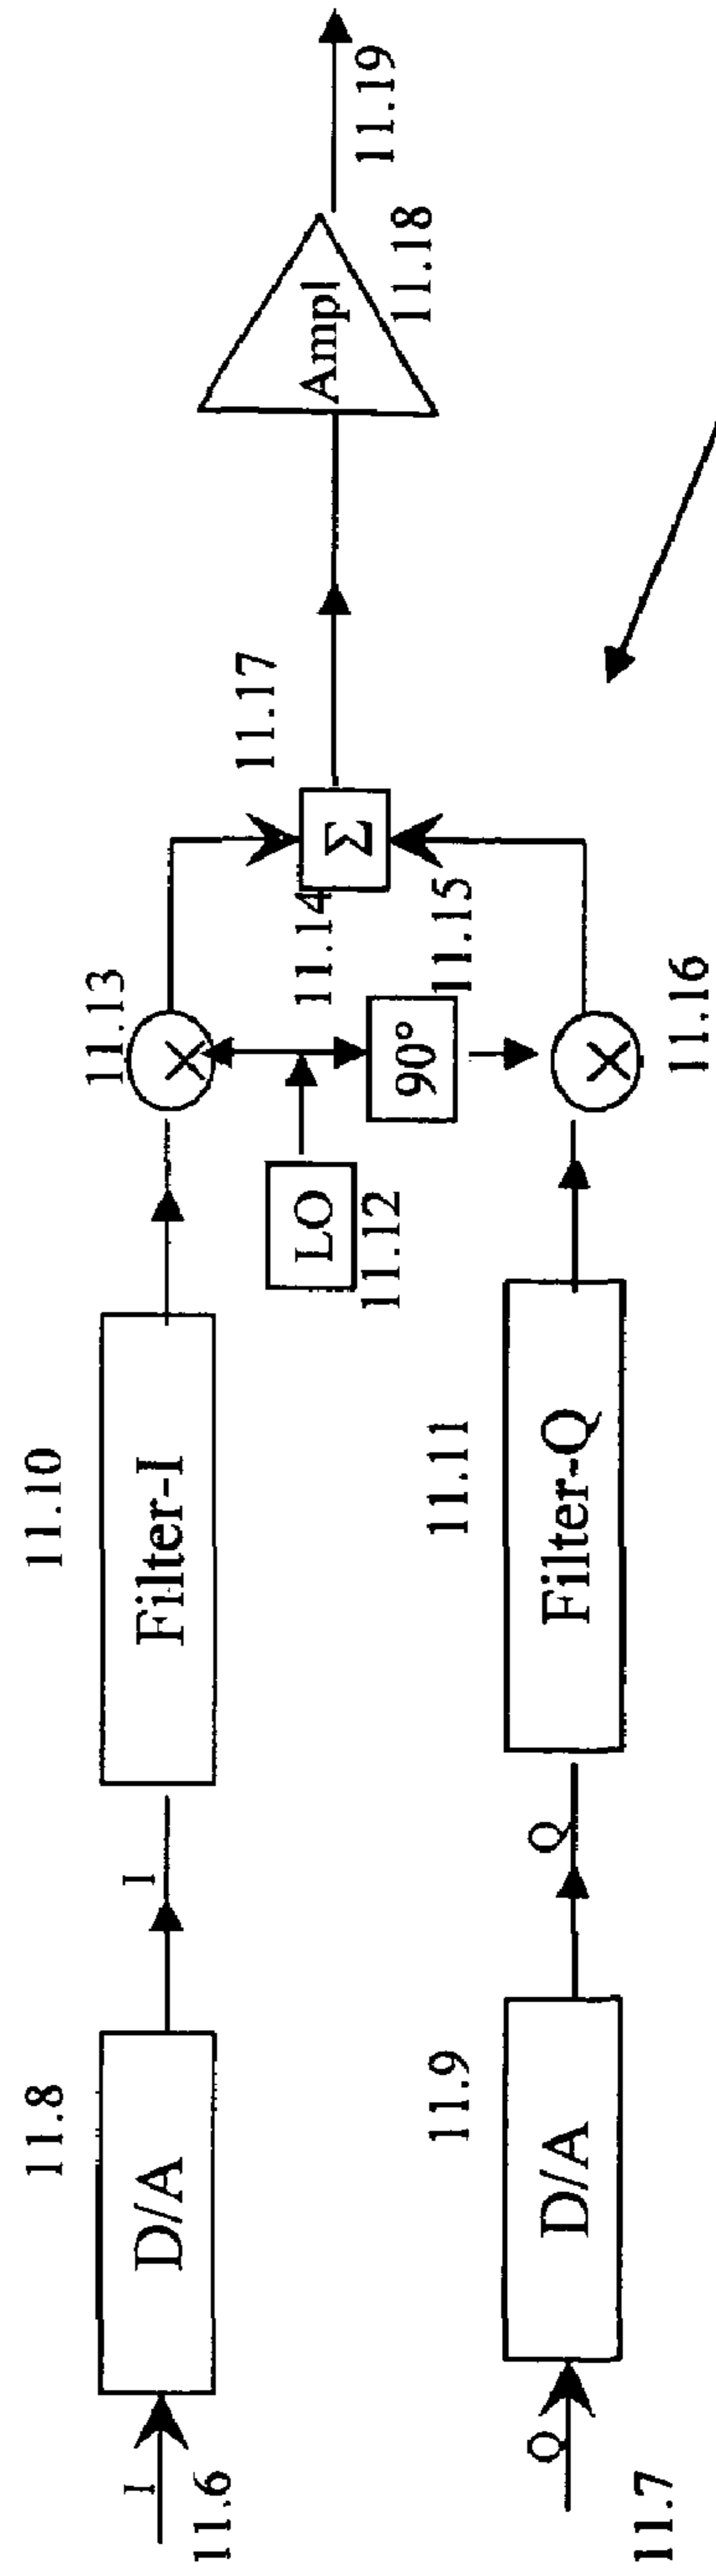 I
11.6
D/A
11.8
I
Filter-I
11.10
11.13
X
LO
11.12
11.14
90°
11.15
Σ
11.17
Ampl
11.18
11.19
Q
11.7
D/A
11.9
Q
Filter-Q
11.11
X
11.16